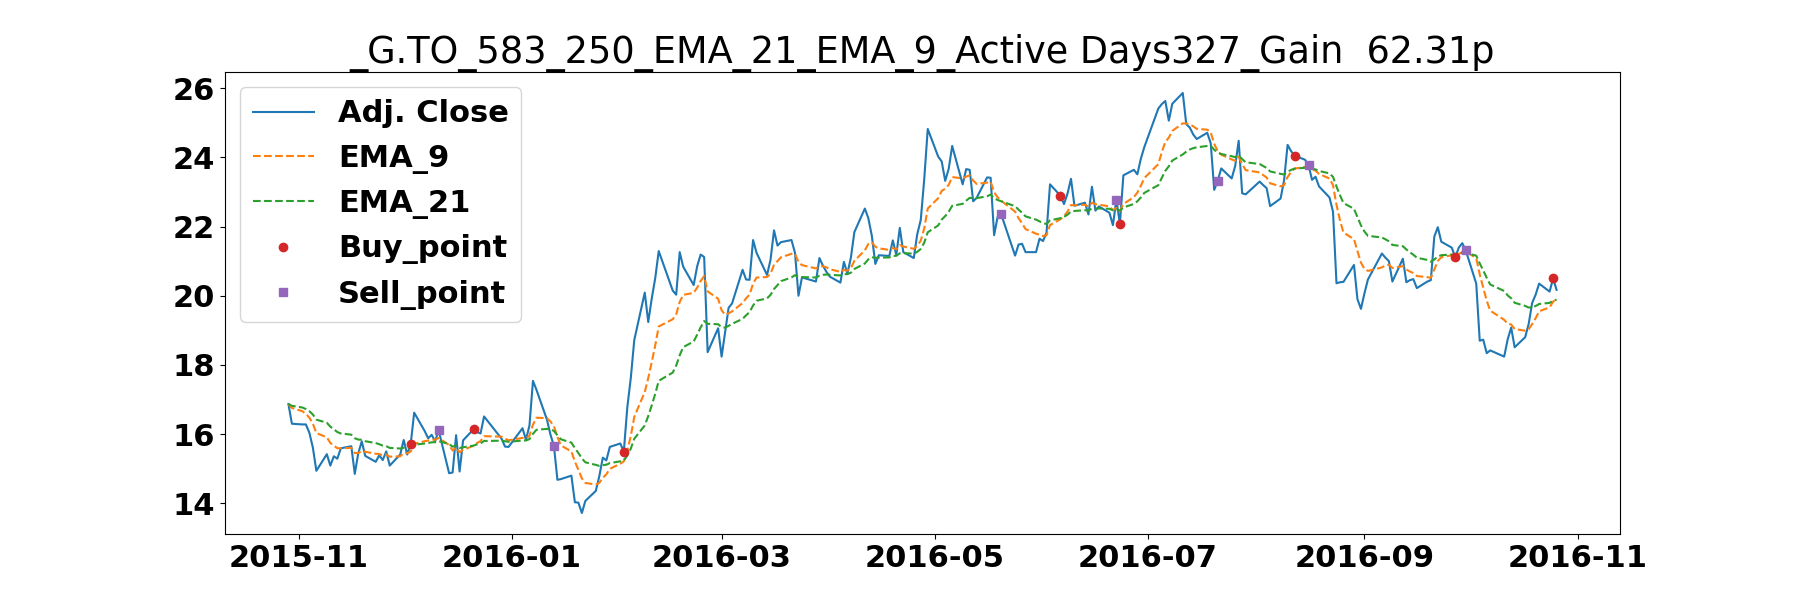 _G.TO_583_250_EMA_21_EMA_9_Active Days327_Gain  62.31p
26
24
22
20
18
16
14
Adj. Close
EMA_9
EMA_21
Buy_point
Sell_point
2015-11 2016-01 2016-03 2016-05 2016-07 2016-09 2016-11